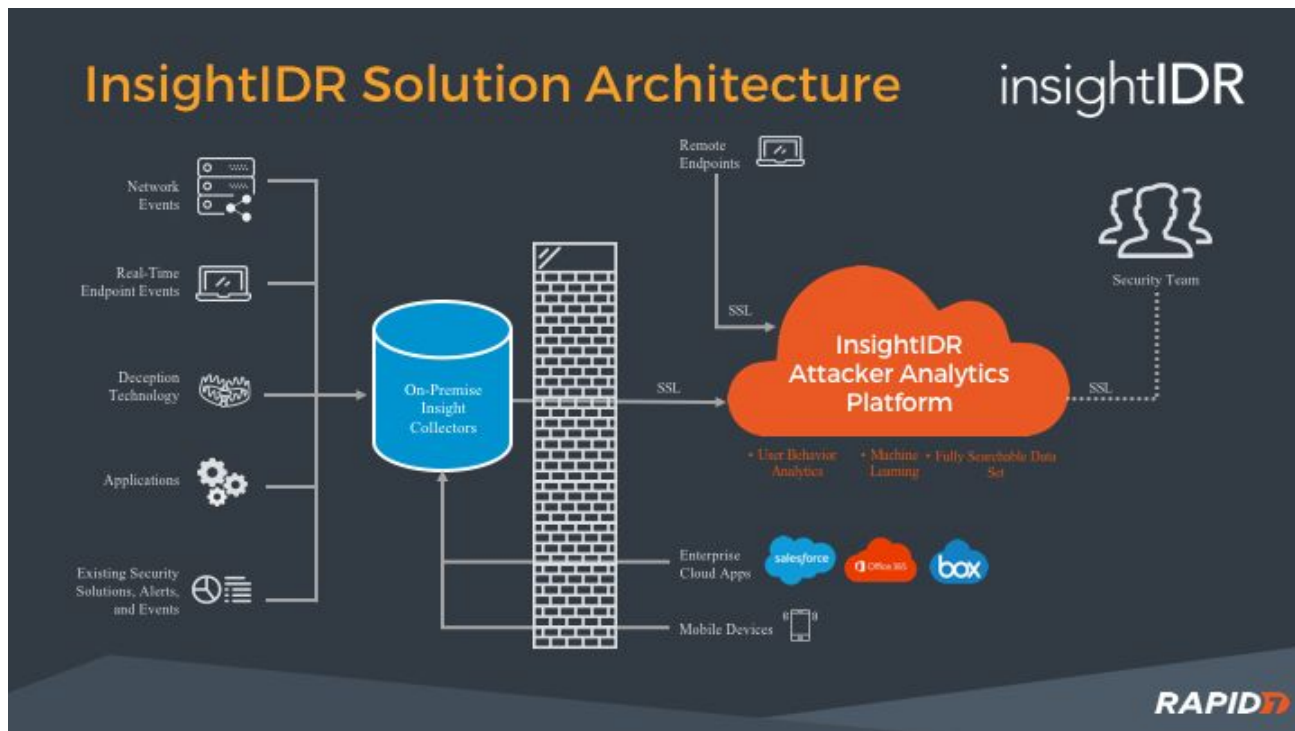 InsightIDR Solution Architecture
insightIDR
Network
Events
Real-Time
Endpoint Events
Deception
Technology
Applications
Existing Security
Solutions, Alerts,
and Events
On-Premise
Insight
Collectors
Remote
Endpoints
SSL
SSL
InsightIDR
Attacker Analytics
Platform
• User Behavior
Analytics
• Machine
Learning
• Fully Searchable Data
Set
SSL
Security Team
Enterprise
Cloud Apps
salesforce
Office 365
box
Mobile Devices
RAPID7